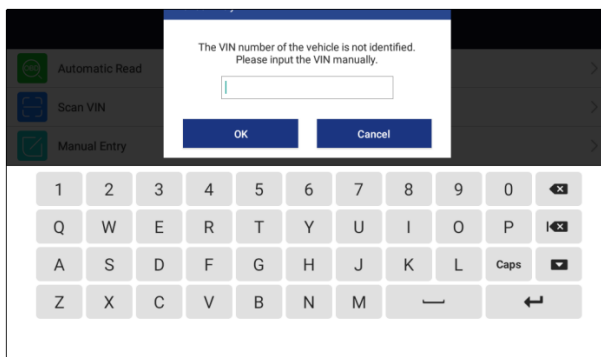 The VIN number of the vehicle is not identified.
Please input the VIN manually.
OK Cancel
Automatic Read
Scan VIN
Manual Entry
1 2 3 4 5 6 7 8 9 0
Q W E R T Y U I O P
A S D F G H J K L Caps
Z X C V B N M